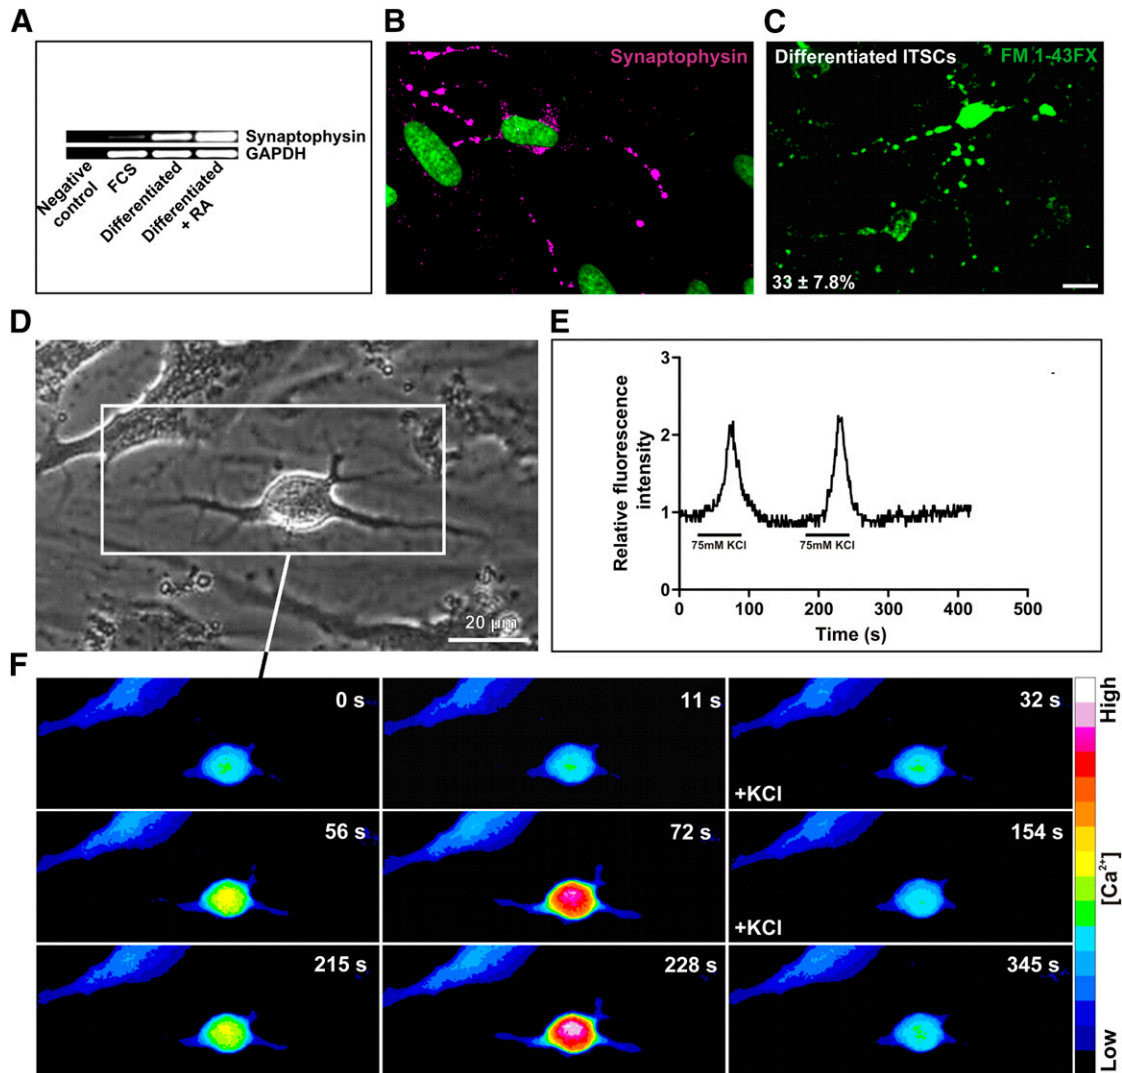 A
Synaptophysin
GAPDH
Negative
control
FCS
Differentiated
Differentiated
+ RA
B
Synaptophysin
C
Differentiated ITSCs
FM 1-43FX
33 ± 7.8%
D
20 µm
E
Relative fluorescence
intensity
3
2
1
0
75mM KCl
75mM KCl
0
100
200
300
400
500
Time (s)
F
0 s
11 s
32 s
+KCl
56 s
72 s
154 s
+KCl
215 s
228 s
345 s
High
[Ca²⁺]
Low